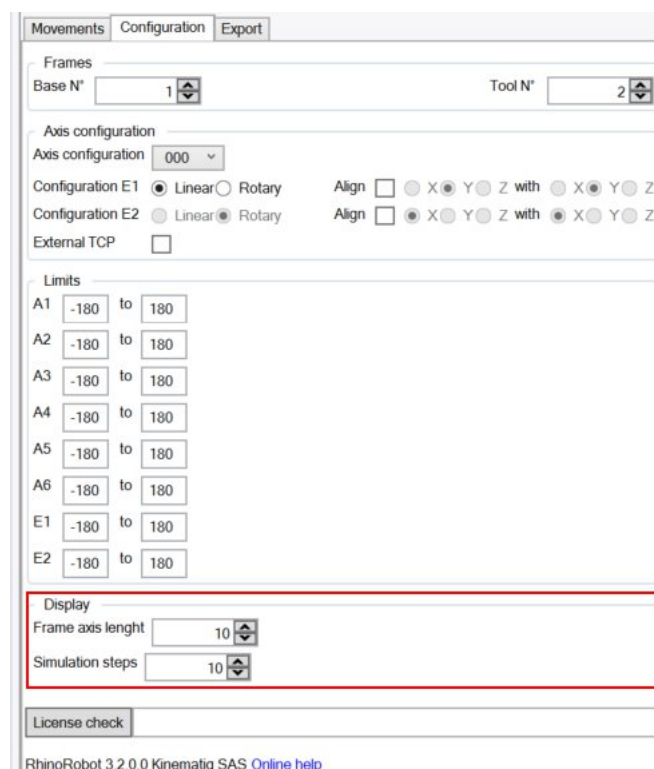 Movements Configuration Export
Frames
Base N° 1 Tool N° 2
Axis configuration
Axis configuration 000
Configuration E1 Linear Rotary Align X Y Z with X Y Z
Configuration E2 Linear Rotary Align X Y Z with X Y Z
External TCP
Limits
A1 -180 to 180
A2 -180 to 180
A3 -180 to 180
A4 -180 to 180
A5 -180 to 180
A6 -180 to 180
E1 -180 to 180
E2 -180 to 180
Display
Frame axis lenght 10
Simulation steps 10
License check
RhinoRobot 3.2.0.0 Kinematiq SAS Online help